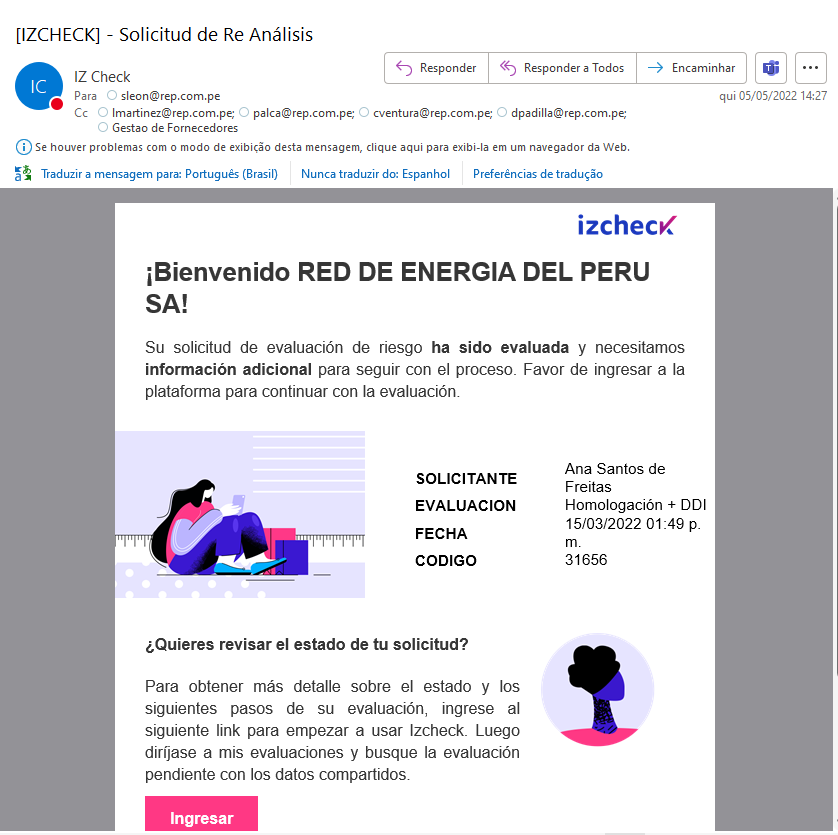 [IZCHECK] - Solicitud de Re Análisis
IC
IZ Check
Responder
Responder a Todos
Encaminhar
Para sleon@rep.com.pe
qui 05/05/2022 14:27
Cc lmartinez@rep.com.pe; palca@rep.com.pe; cventura@rep.com.pe; dpadilla@rep.com.pe;
Gestao de Fornecedores
Se houver problemas com o modo de exibição desta mensagem, clique aqui para exibi-la em um navegador da Web.
Traduzir a mensagem para: Português (Brasil)
Nunca traduzir do: Espanhol
Preferências de tradução
izcheck
¡Bienvenido RED DE ENERGIA DEL PERU
SA!
Su solicitud de evaluación de riesgo ha sido evaluada y necesitamos
información adicional para seguir con el proceso. Favor de ingresar a la
plataforma para continuar con la evaluación.
SOLICITANTE
Ana Santos de
Freitas
EVALUACION
Homologación + DDI
FECHA
15/03/2022 01:49 p.
m.
CODIGO
31656
¿Quieres revisar el estado de tu solicitud?
Para obtener más detalle sobre el estado y los
siguientes pasos de su evaluación, ingrese al
siguiente link para empezar a usar Izcheck. Luego
diríjase a mis evaluaciones y busque la evaluación
pendiente con los datos compartidos.
Ingresar